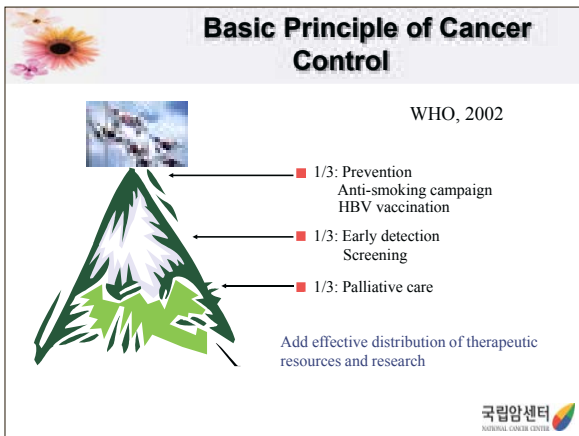 Basic Principle of Cancer
Control
WHO, 2002
1/3: Prevention
Anti-smoking campaign
HBV vaccination
1/3: Early detection
Screening
1/3: Palliative care
Add effective distribution of therapeutic
resources and research
국립암센터
NATIONAL CANCER CENTER